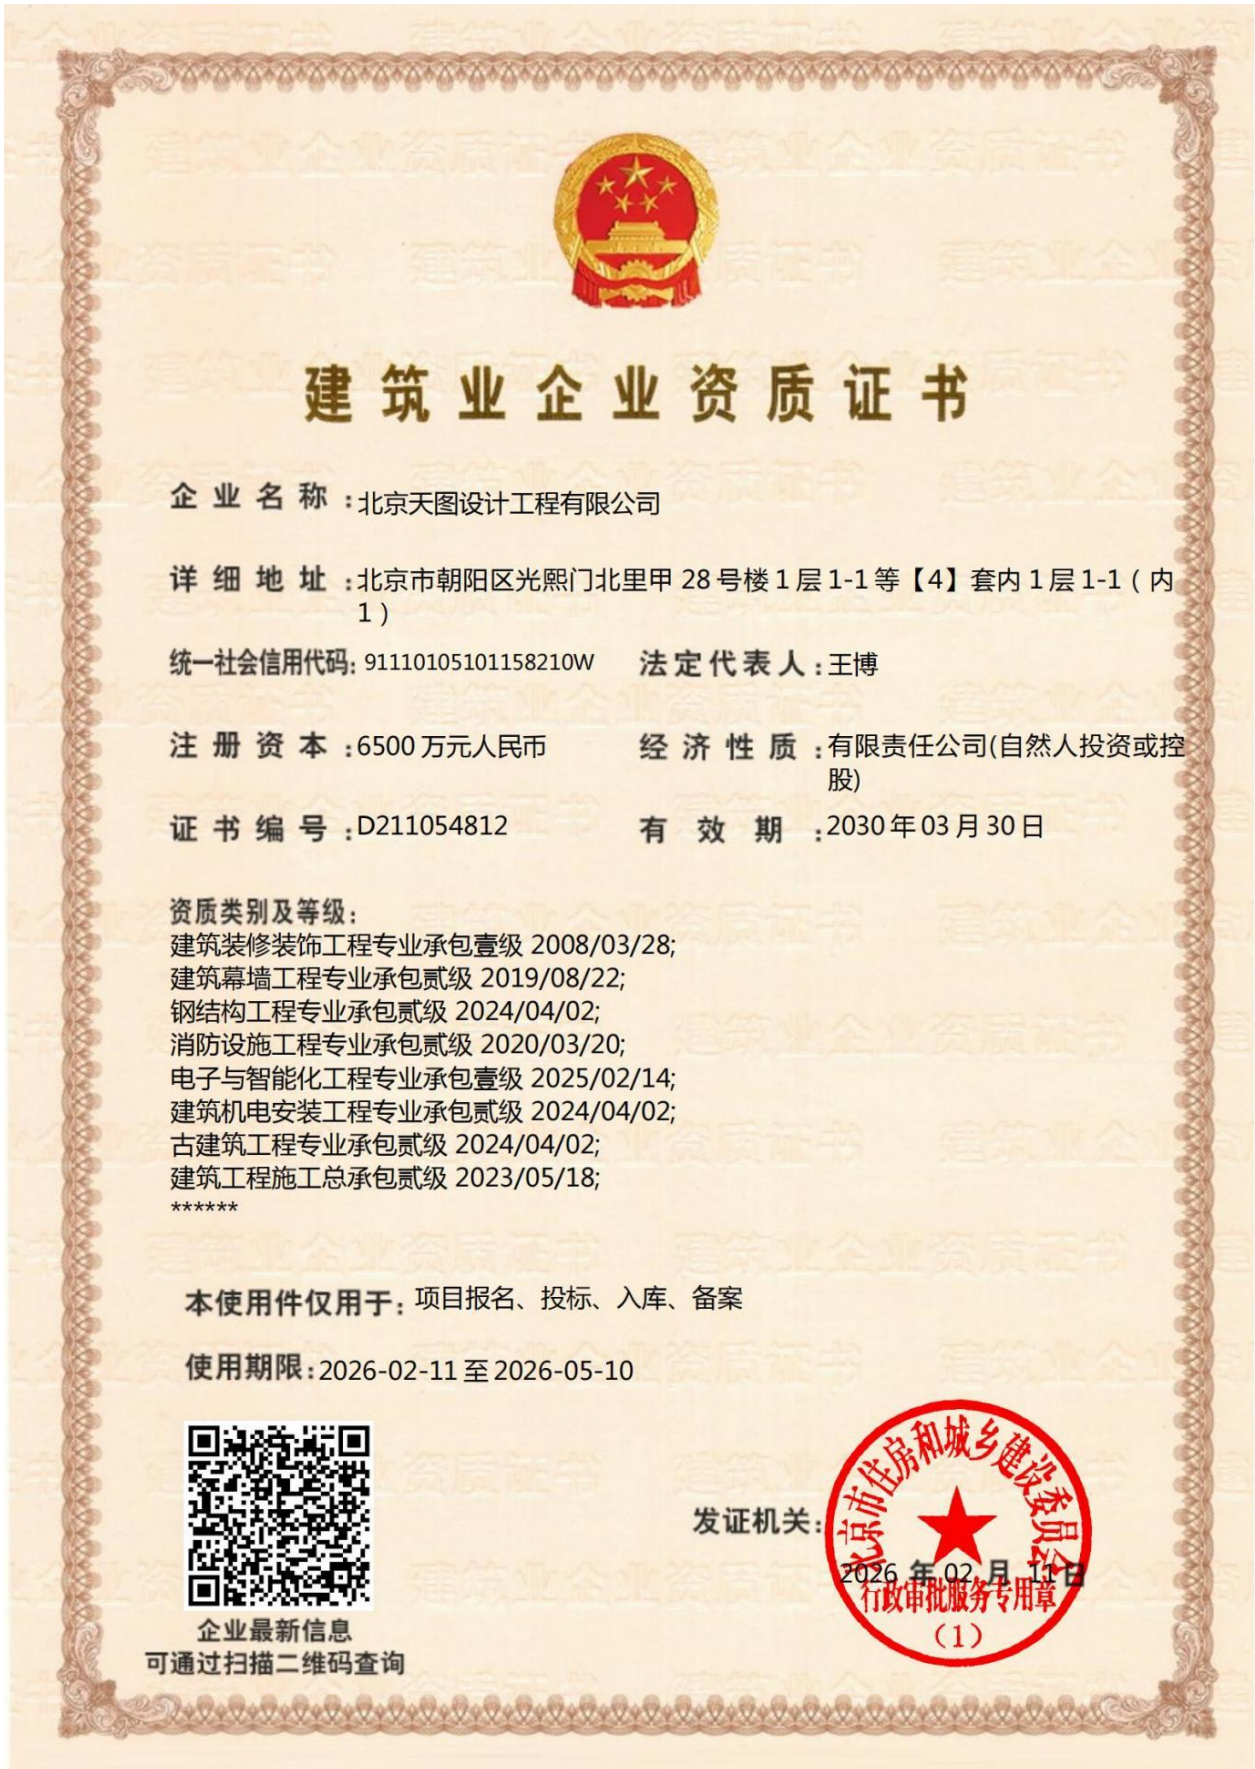 建筑业企业资质证书
企业名称:北京天图设计工程有限公司
详细地址:北京市朝阳区光熙门北里甲28号楼1层1-1等【4】套内1层1-1(内
1)
统一社会信用代码:91110105101158210W 法定代表人:王博
注册资本:6500万元人民币 经济性质:有限责任公司(自然人投资或控
股)
证书编号:D211054812 有效期:2030年03月30日
资质类别及等级:
建筑装修装饰工程专业承包壹级 2008/03/28;
建筑幕墙工程专业承包贰级 2019/08/22;
钢结构工程专业承包贰级 2024/04/02;
消防设施工程专业承包贰级 2020/03/20;
电子与智能化工程专业承包壹级 2025/02/14;
建筑机电安装工程专业承包贰级 2024/04/02;
古建筑工程专业承包贰级 2024/04/02;
建筑工程施工总承包贰级 2023/05/18;
******
本使用件仅用于:项目报名、投标、入库、备案
使用期限:2026-02-11至2026-05-10
发证机关:
北京市住房和城乡建设委员会
2026年02月11日
行政审批服务专用章
(1)
企业最新信息
可通过扫描二维码查询